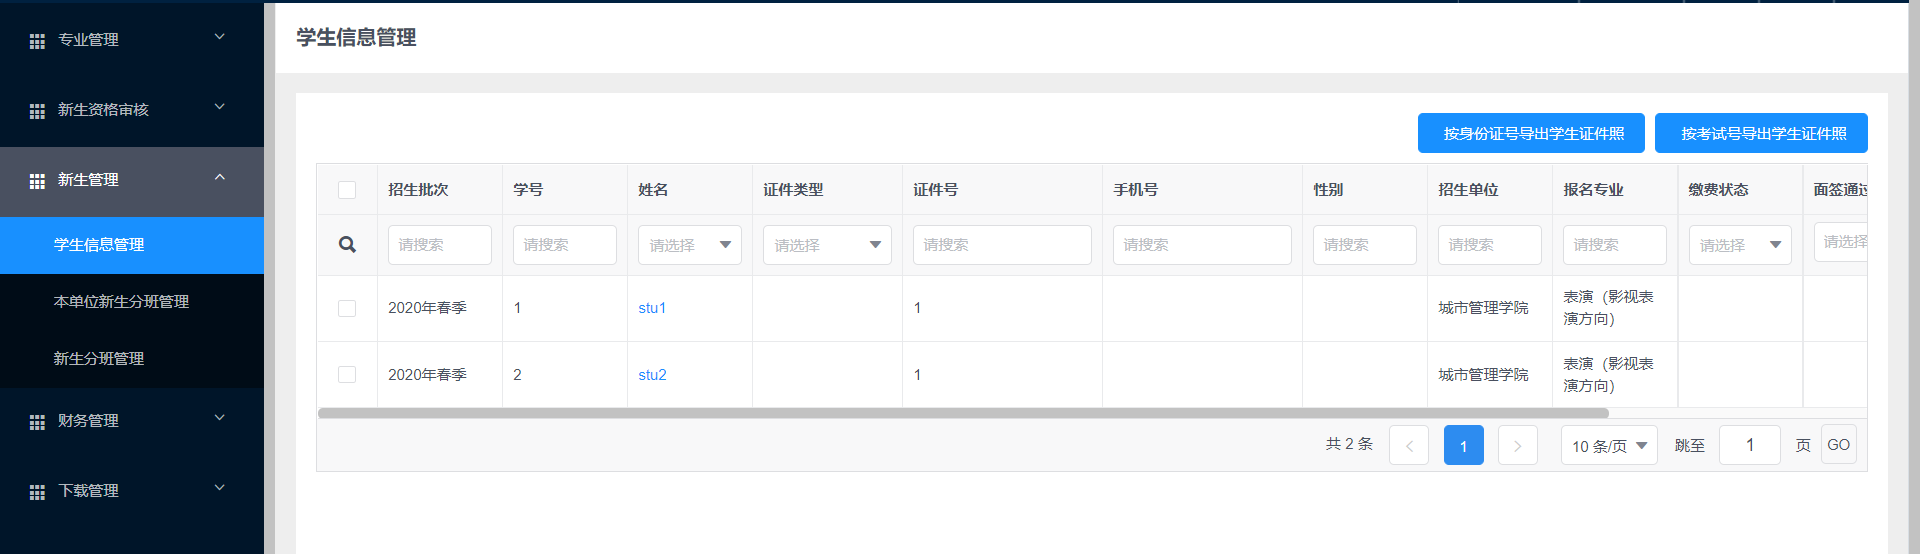 专业管理
新生资格审核
新生管理
学生信息管理
本单位新生分班管理
新生分班管理
财务管理
下载管理
学生信息管理
按身份证号导出学生证件照 按考试号导出学生证件照
招生批次 学号 姓名 证件类型 证件号 手机号 性别 招生单位 报名专业 缴费状态 面签通过
请搜索 请搜索 请选择 请选择 请搜索 请搜索 请搜索 请搜索 请搜索 请选择 请选择
2020年春季 1 stu1 1 城市管理学院 表演（影视表
演方向）
2020年春季 2 stu2 1 城市管理学院 表演（影视表
演方向）
共 2 条 1 10 条/页 跳至 1 页 GO